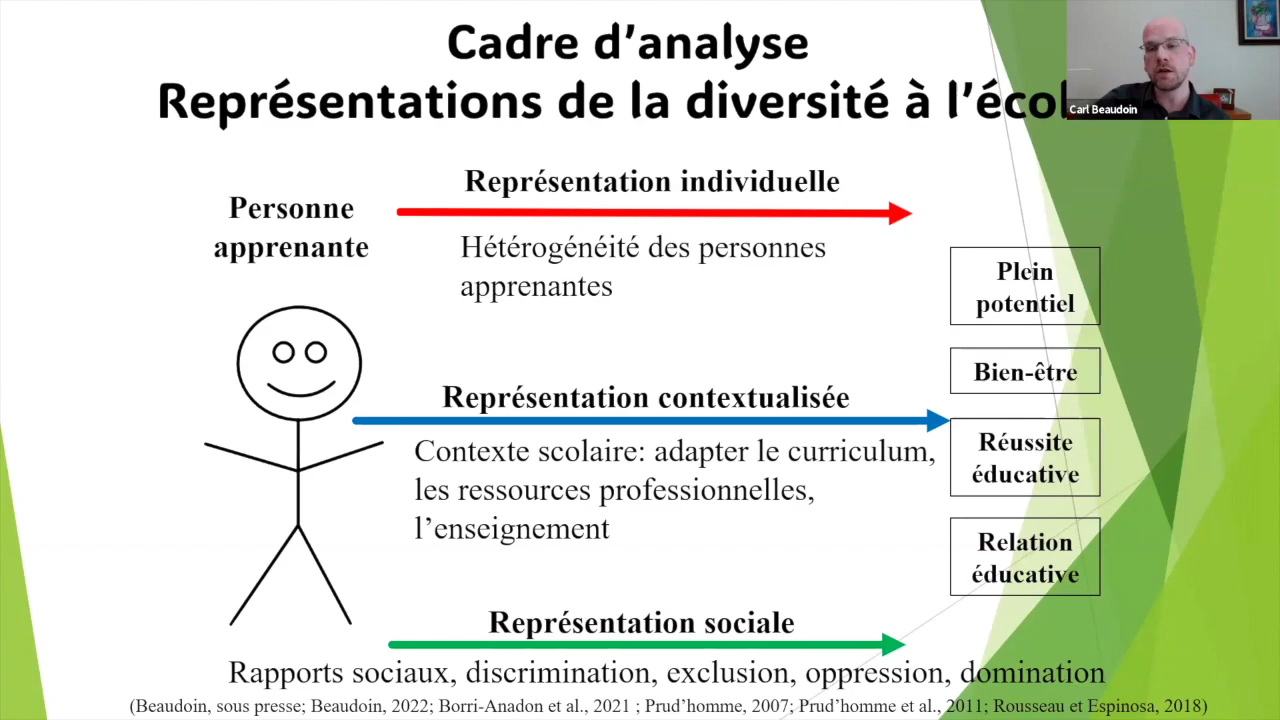 Cadre d'analyse
Représentations de la diversité à l'écol
Carl Beaudoin
Représentation individuelle
Personne
apprenante
Hétérogénéité des personnes
apprenantes
Plein
potentiel
Bien-être
Représentation contextualisée
Contexte scolaire: adapter le curriculum,
les ressources professionnelles,
l'enseignement
Réussite
éducative
Relation
éducative
Représentation sociale
Rapports sociaux, discrimination, exclusion, oppression, domination
(Beaudoin, sous presse; Beaudoin, 2022; Borri-Anadon et al., 2021 ; Prud'homme, 2007; Prud'homme et al., 2011; Rousseau et Espinosa, 2018)